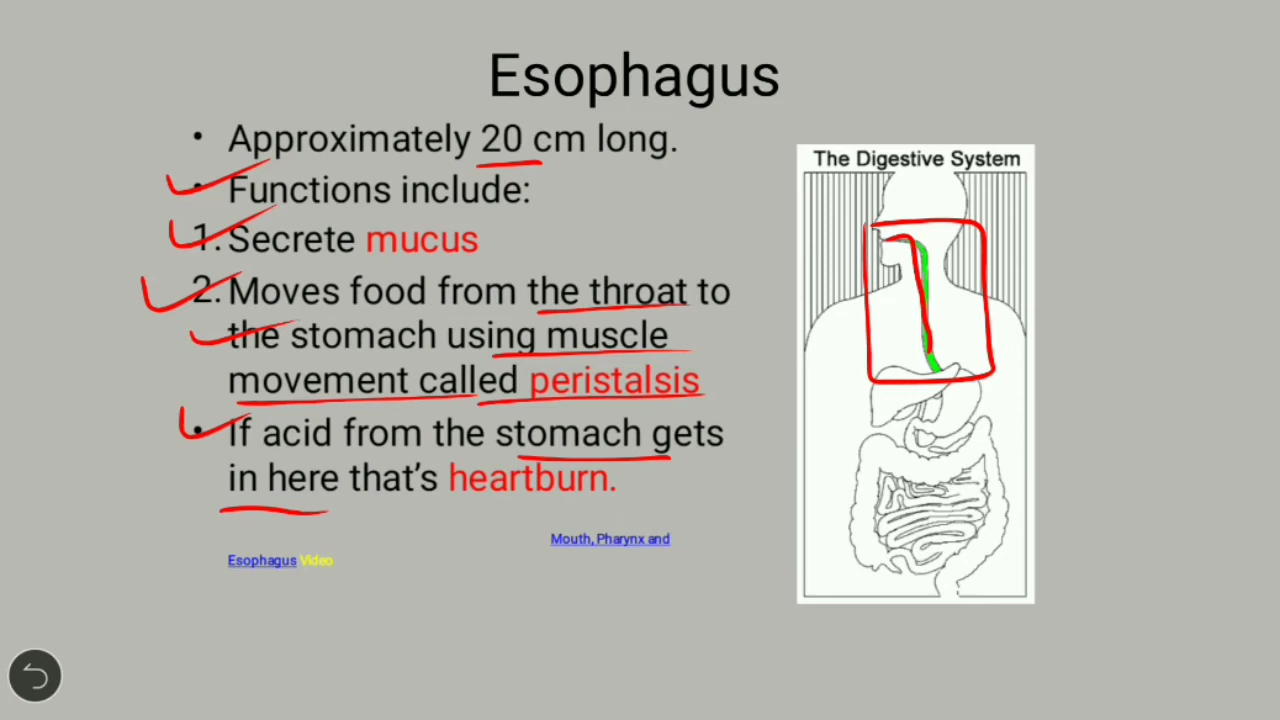 Esophagus
• Approximately 20 cm long.
• Functions include:
1. Secrete mucus
2. Moves food from the throat to
the stomach using muscle
movement called peristalsis
• If acid from the stomach gets
in here that’s heartburn.
Mouth, Pharynx and
Esophagus Video
The Digestive System